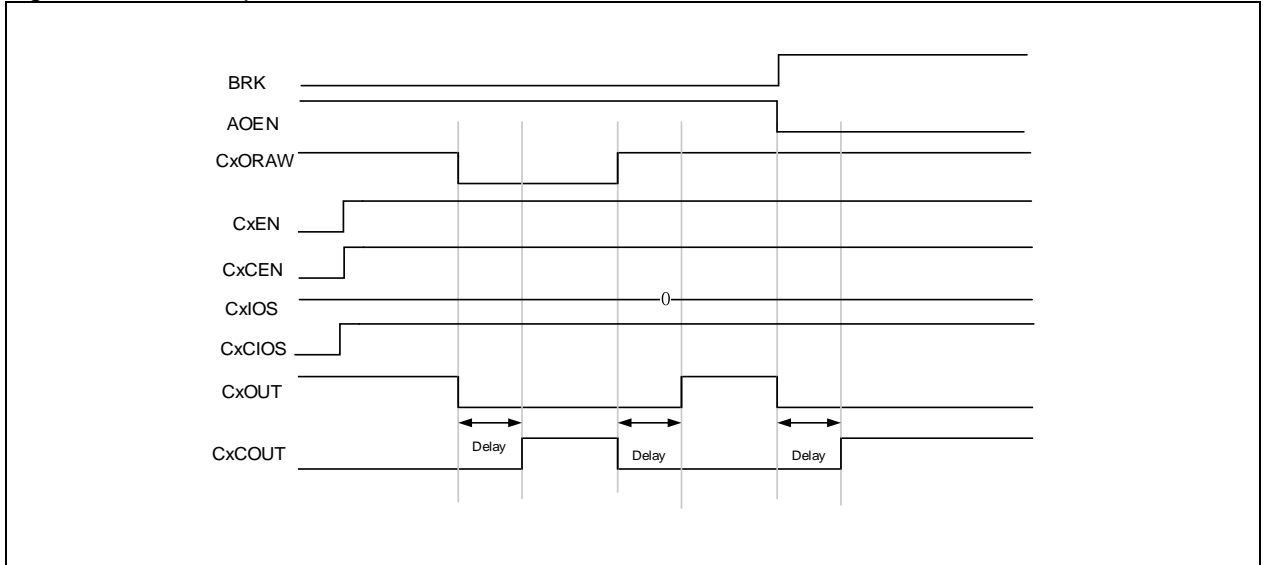 BRK
AOEN
CxORAW
CxEN
CxCEN
CxIOS
0
CxCIOS
CxOUT
CxCOUT
Delay
Delay
Delay